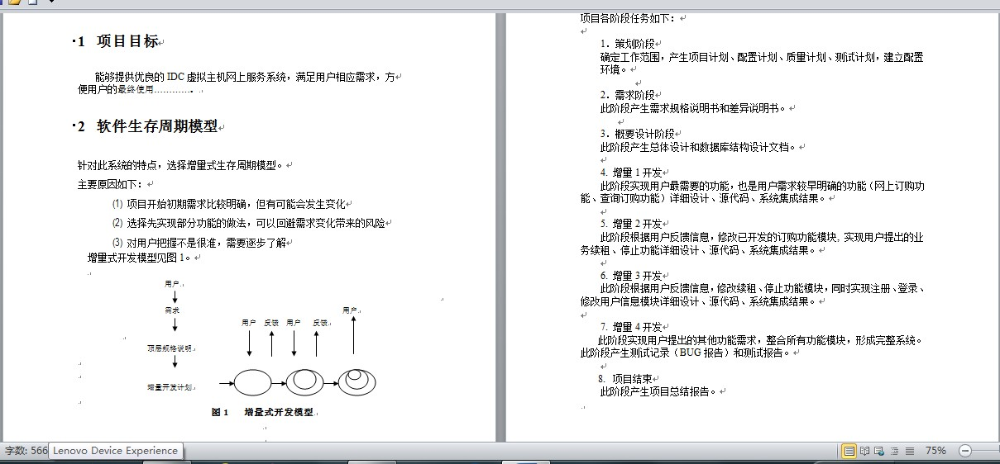 1 项目目标
能够提供优良的 IDC 虚拟主机网上服务系统，满足用户相应需求，方
便用户的最终使用…………。
2 软件生存周期模型
针对此系统的特点，选择增量式生存周期模型。
主要原因如下：
(1) 项目开始初期需求比较明确，但有可能会发生变化
(2) 选择先实现部分功能的做法，可以回避需求变化带来的风险
(3) 对用户把握不是很准，需要逐步了解
增量式开发模型见图 1。
用户
需求
顶层规格说明
增量开发计划
用户 反馈 用户 反馈 用户
图 1 增量式开发模型
项目各阶段任务如下：
1．策划阶段
确定工作范围，产生项目计划、配置计划、质量计划、测试计划，建立配置
环境。
2．需求阶段
此阶段产生需求规格说明书和差异说明书。
3．概要设计阶段
此阶段产生总体设计和数据库结构设计文档。
4. 增量 1 开发
此阶段实现用户最需要的功能，也是用户需求较早明确的功能（网上订购功
能、查询订购功能）详细设计、源代码、系统集成结果。
5. 增量 2 开发
此阶段根据用户反馈信息，修改已开发的订购功能模块, 实现用户提出的业
务续租、停止功能详细设计、源代码、系统集成结果。
6. 增量 3 开发
此阶段根据用户反馈信息，修改续租、停止功能模块，同时实现注册、登录、
修改用户信息模块详细设计、源代码、系统集成结果。
7. 增量 4 开发
此阶段实现用户提出的其他功能需求，整合所有功能模块，形成完整系统。
此阶段产生测试记录（BUG 报告）和测试报告。
8. 项目结束
此阶段产生项目总结报告。
字数: 566
Lenovo Device Experience
75%